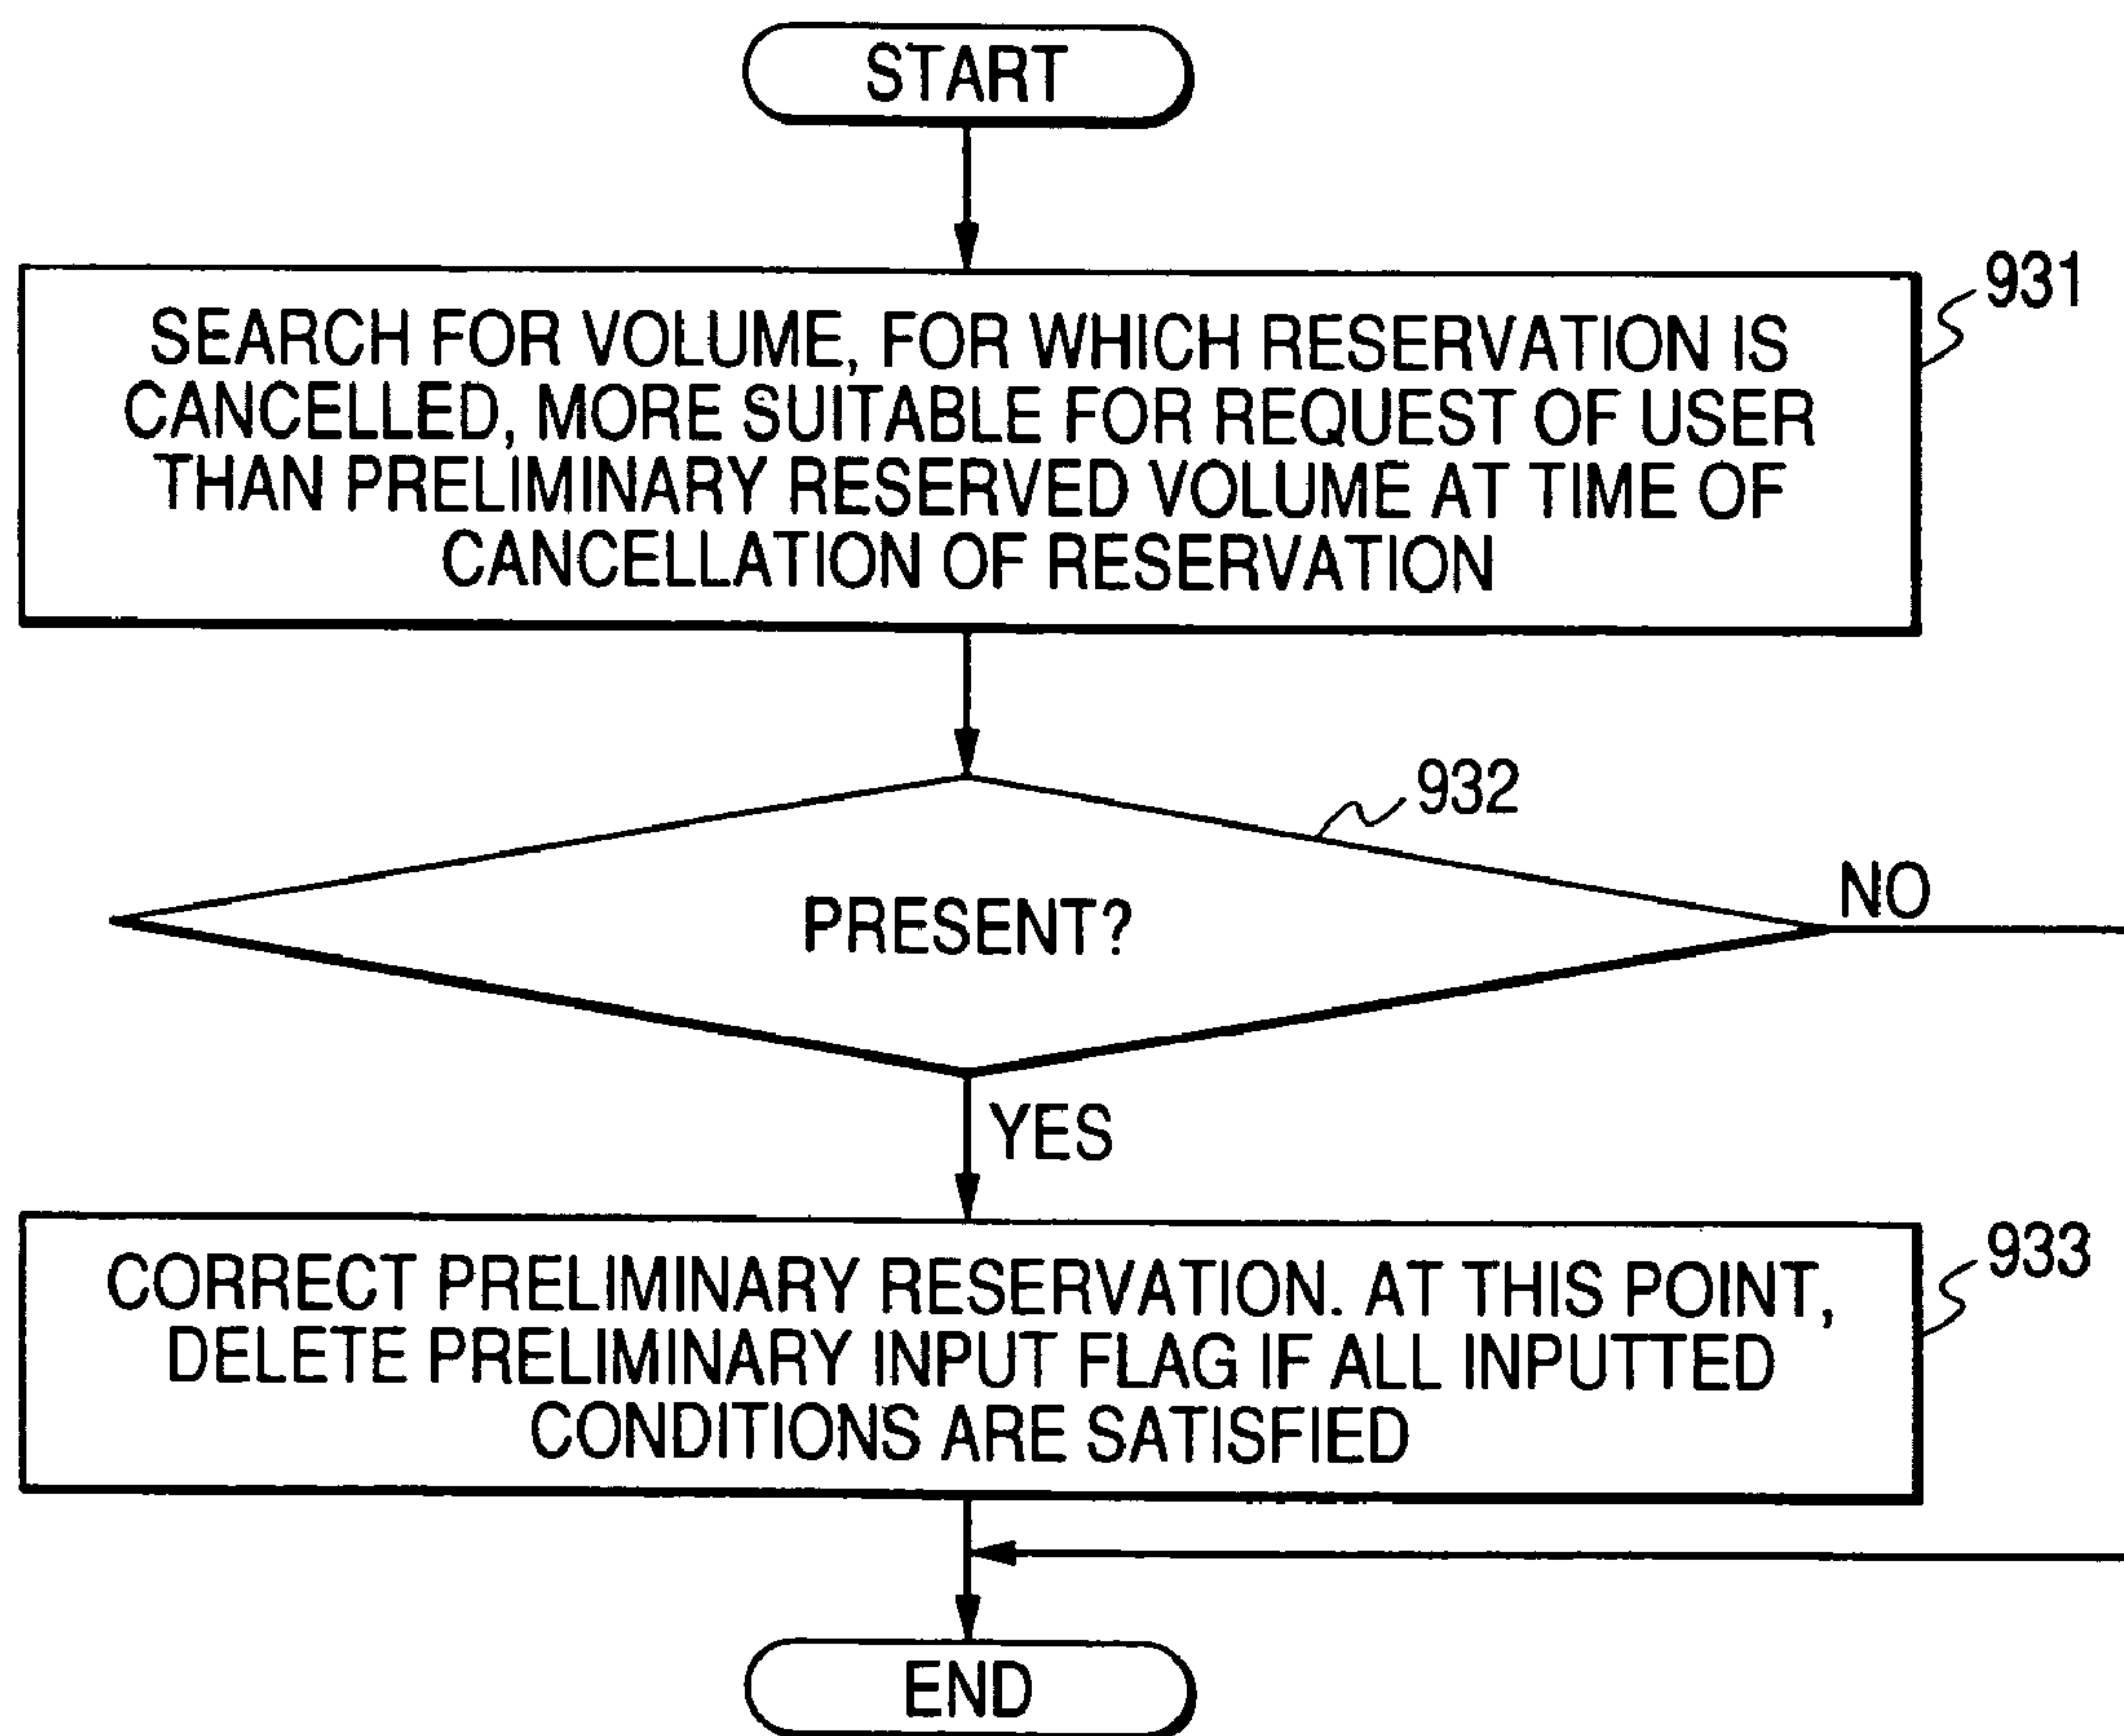 START
931
SEARCH FOR VOLUME, FOR WHICH RESERVATION IS
CANCELLED, MORE SUITABLE FOR REQUEST OF USER
THAN PRELIMINARY RESERVED VOLUME AT TIME OF
CANCELLATION OF RESERVATION
932
PRESENT?
NO
YES
933
CORRECT PRELIMINARY RESERVATION. AT THIS POINT,
DELETE PRELIMINARY INPUT FLAG IF ALL INPUTTED
CONDITIONS ARE SATISFIED
END